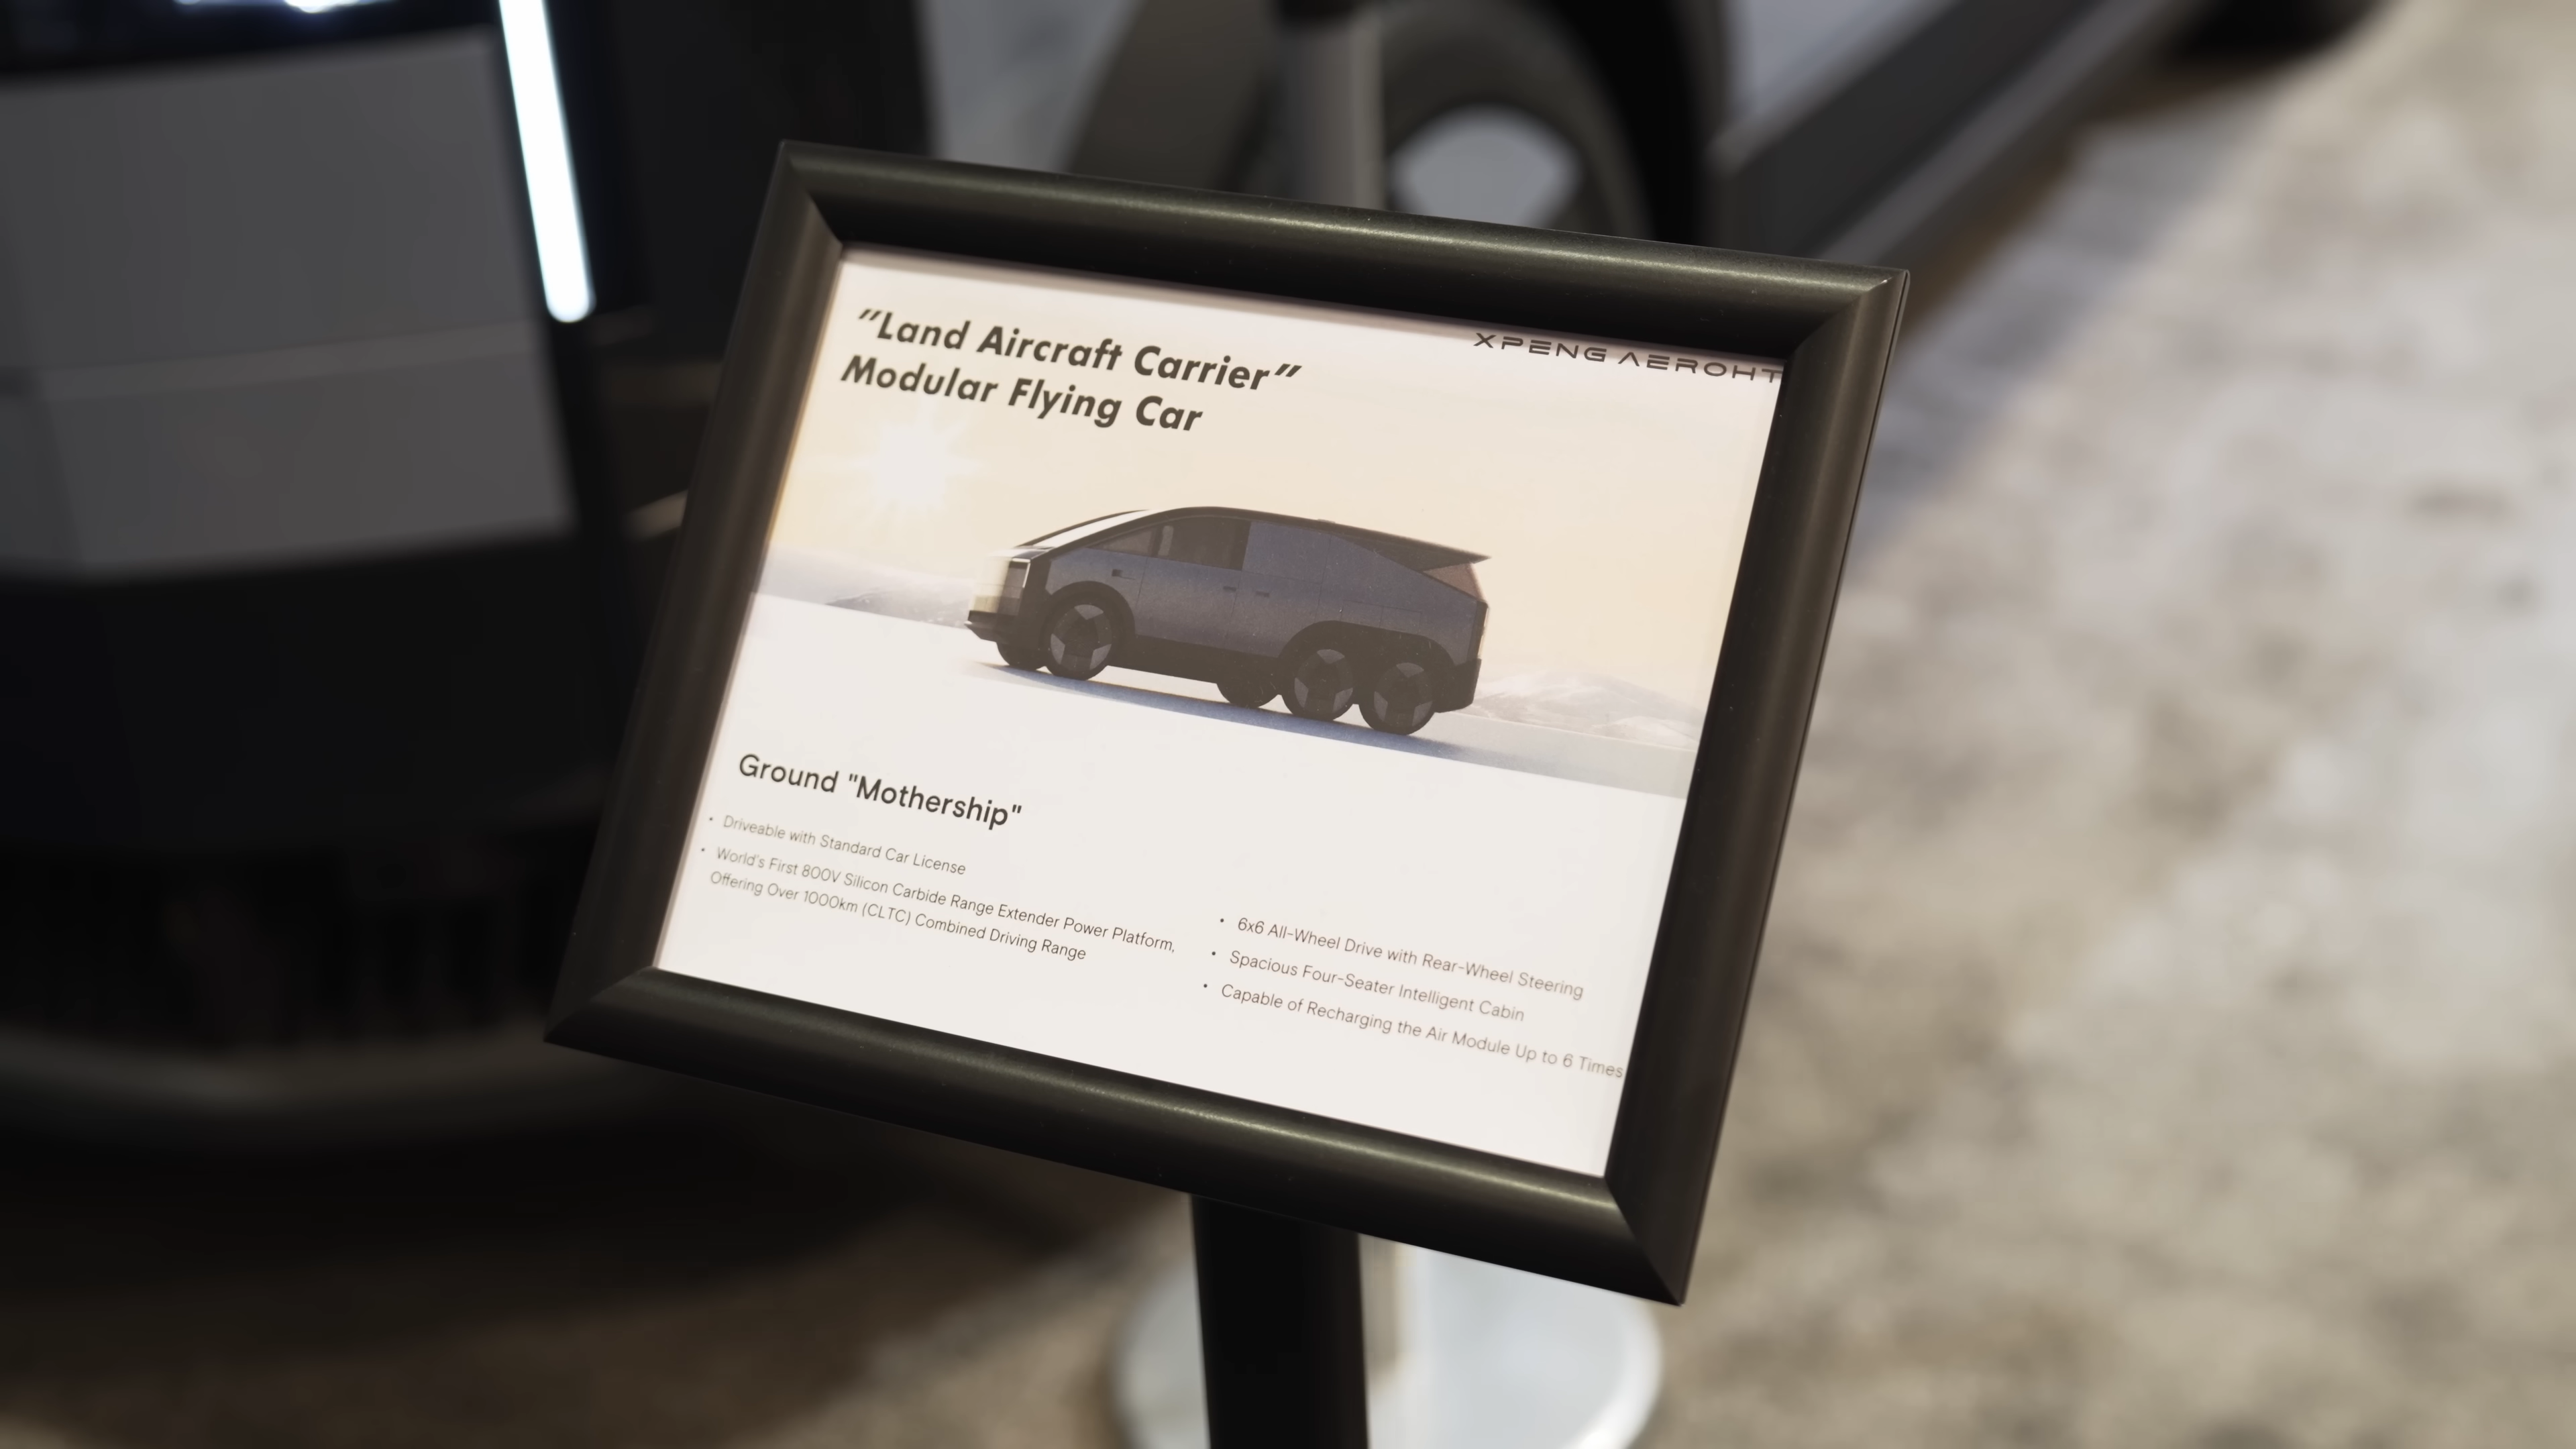 “Land Aircraft Carrier”
Modular Flying Car
XPENG AEROHT
Ground "Mothership"
• Driveable with Standard Car License
• World's First 800V Silicon Carbide Range Extender Power Platform,
Offering Over 1000km (CLTC) Combined Driving Range
• 6x6 All-Wheel Drive with Rear-Wheel Steering
• Spacious Four-Seater Intelligent Cabin
• Capable of Recharging the Air Module Up to 6 Times